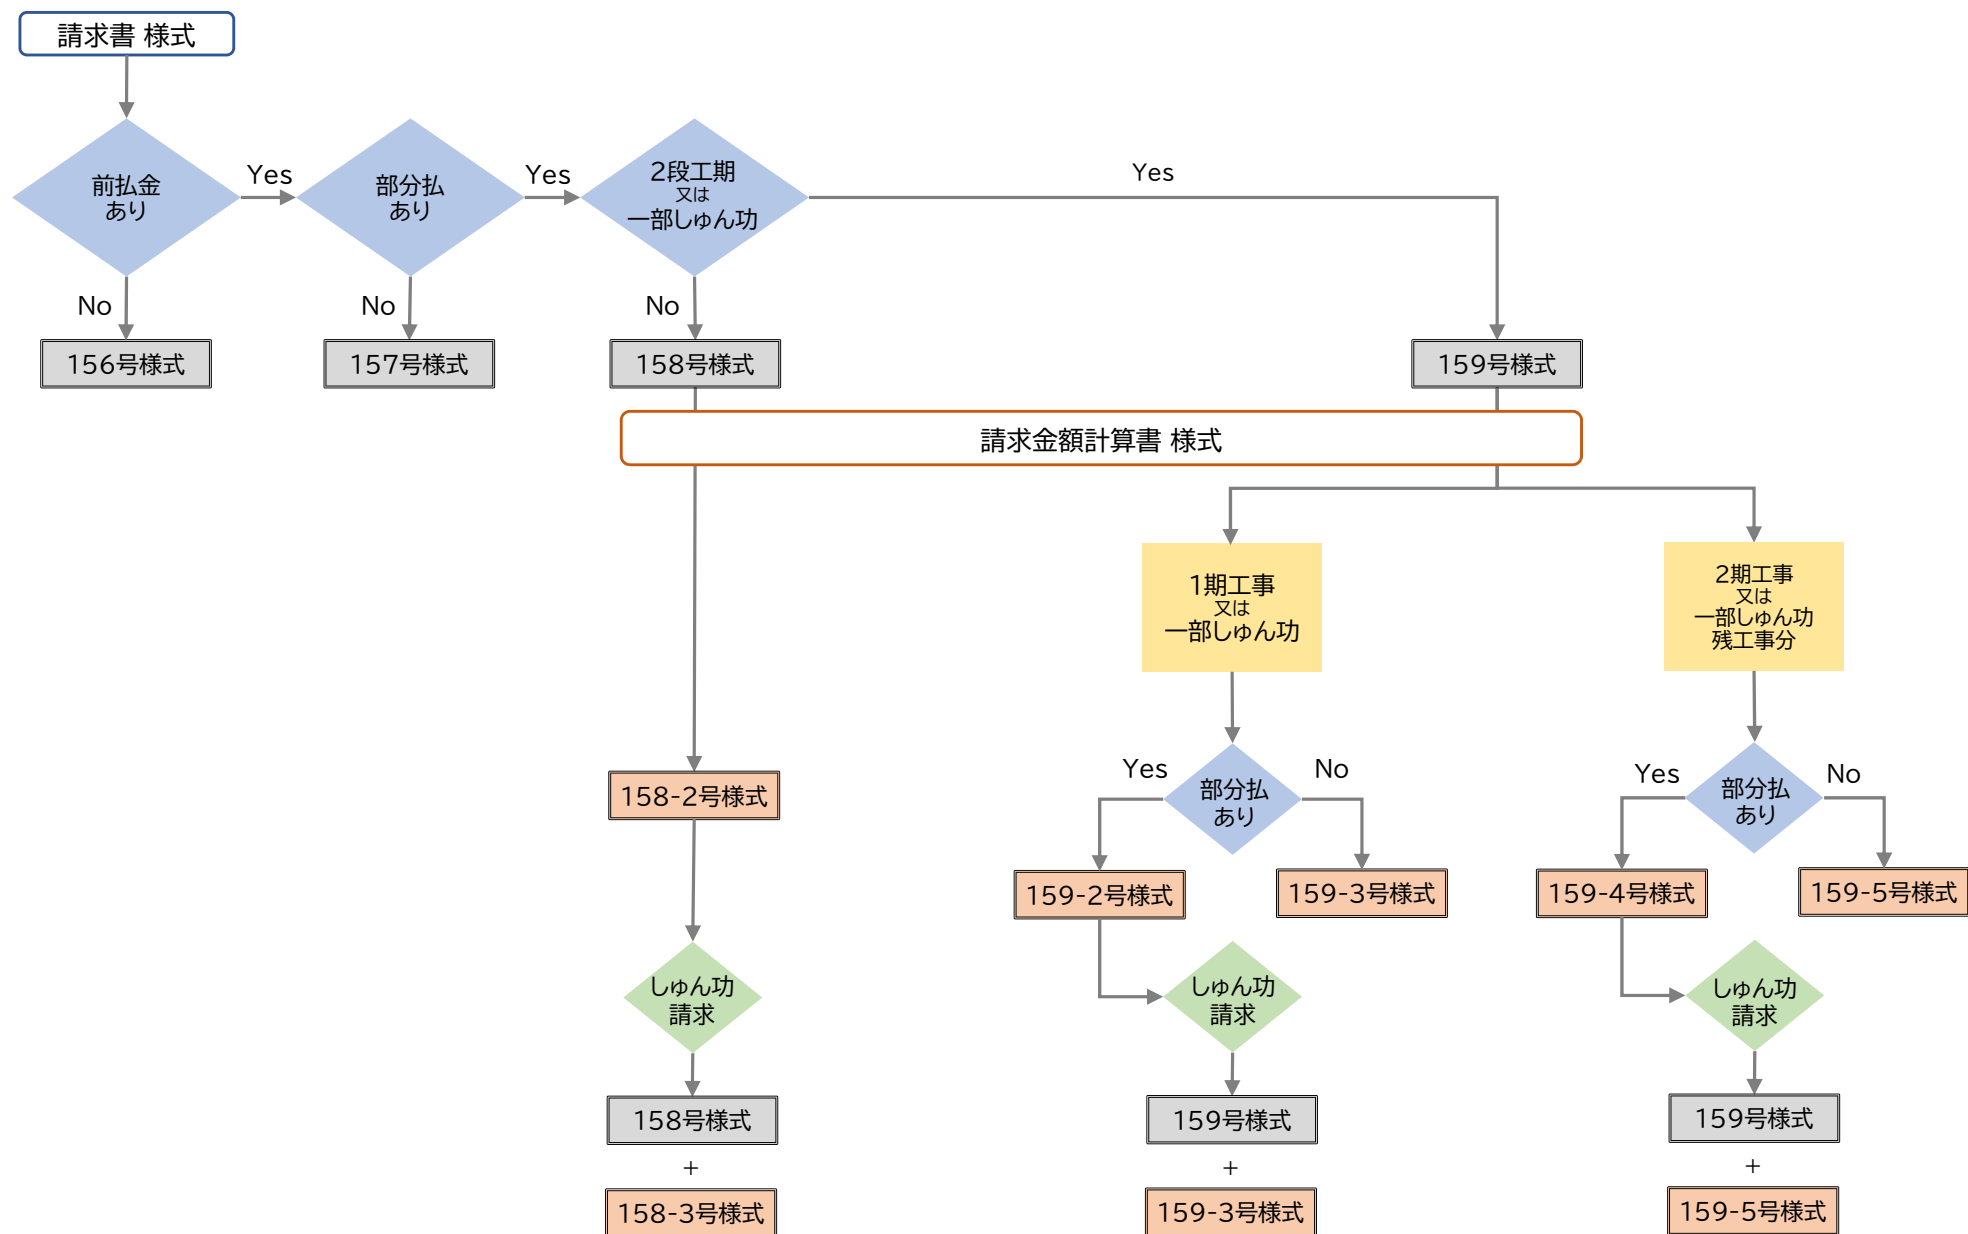 請求書 様式
前払金
あり
Yes
部分払
あり
Yes
2段工期
又は
一部しゅん功
Yes
No
No
No
156号様式
157号様式
158号様式
159号様式
請求金額計算書 様式
1期工事
又は
一部しゅん功
2期工事
又は
一部しゅん功
残工事分
158-2号様式
Yes
部分払
あり
No
Yes
部分払
あり
No
159-2号様式
159-3号様式
159-4号様式
159-5号様式
しゅん功
請求
しゅん功
請求
しゅん功
請求
158号様式
+
158-3号様式
159号様式
+
159-3号様式
159号様式
+
159-5号様式